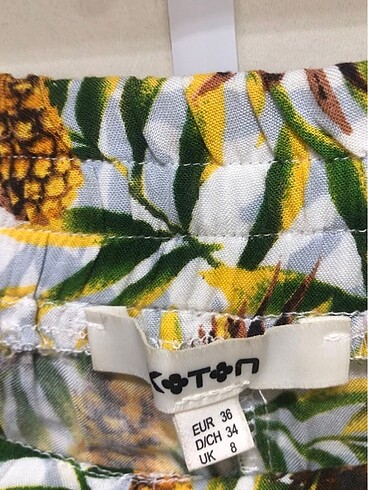 KOTON
EUR 36
D/CH 34
UK 8